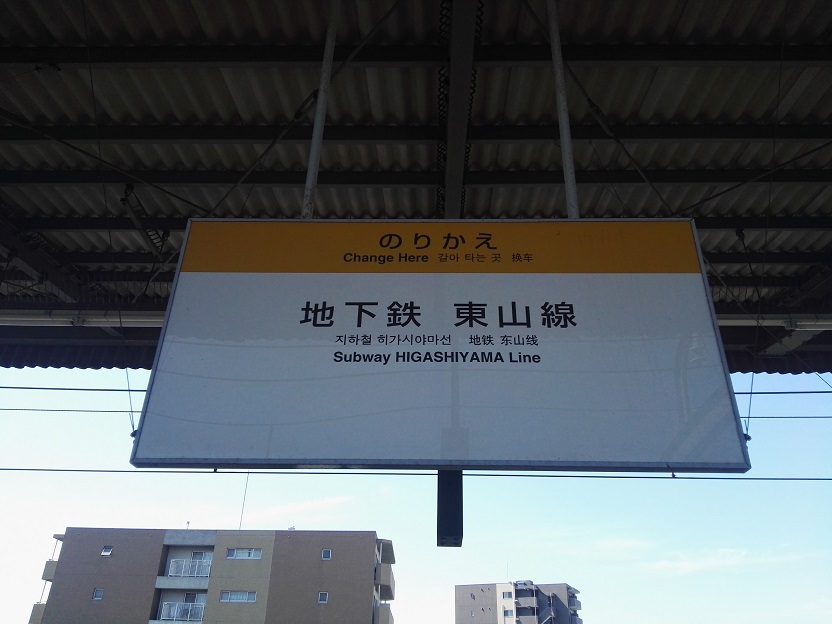 のりかえ
Change Here 갈아 타는 곳 换车
地下鉄 東山線
지하철 히가시야마선 地铁 东山线
Subway HIGASHIYAMA Line